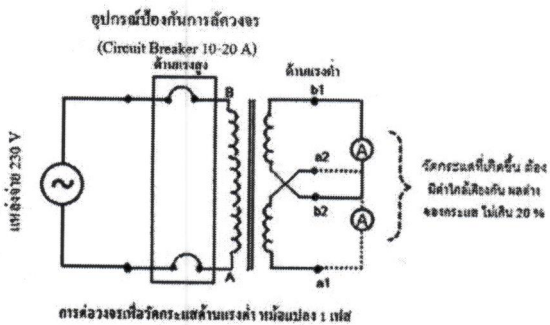 อุปกรณ์ป้องกันการลัดวงจร
(Circuit Breaker 10-20 A)
ด้านแรงสูง
ด้านแรงต่ำ
B
b1
A
แหล่งจ่าย 230 V
a2
วัดกระแสที่เกิดขึ้น ต้อง
มีค่าใกล้เคียงกัน ผลต่าง
ของกระแส ไม่เกิน 20 %
b2
A
A
a1
การต่อวงจรเพื่อวัดกระแสด้านแรงต่ำ หม้อแปลง 1 เฟส